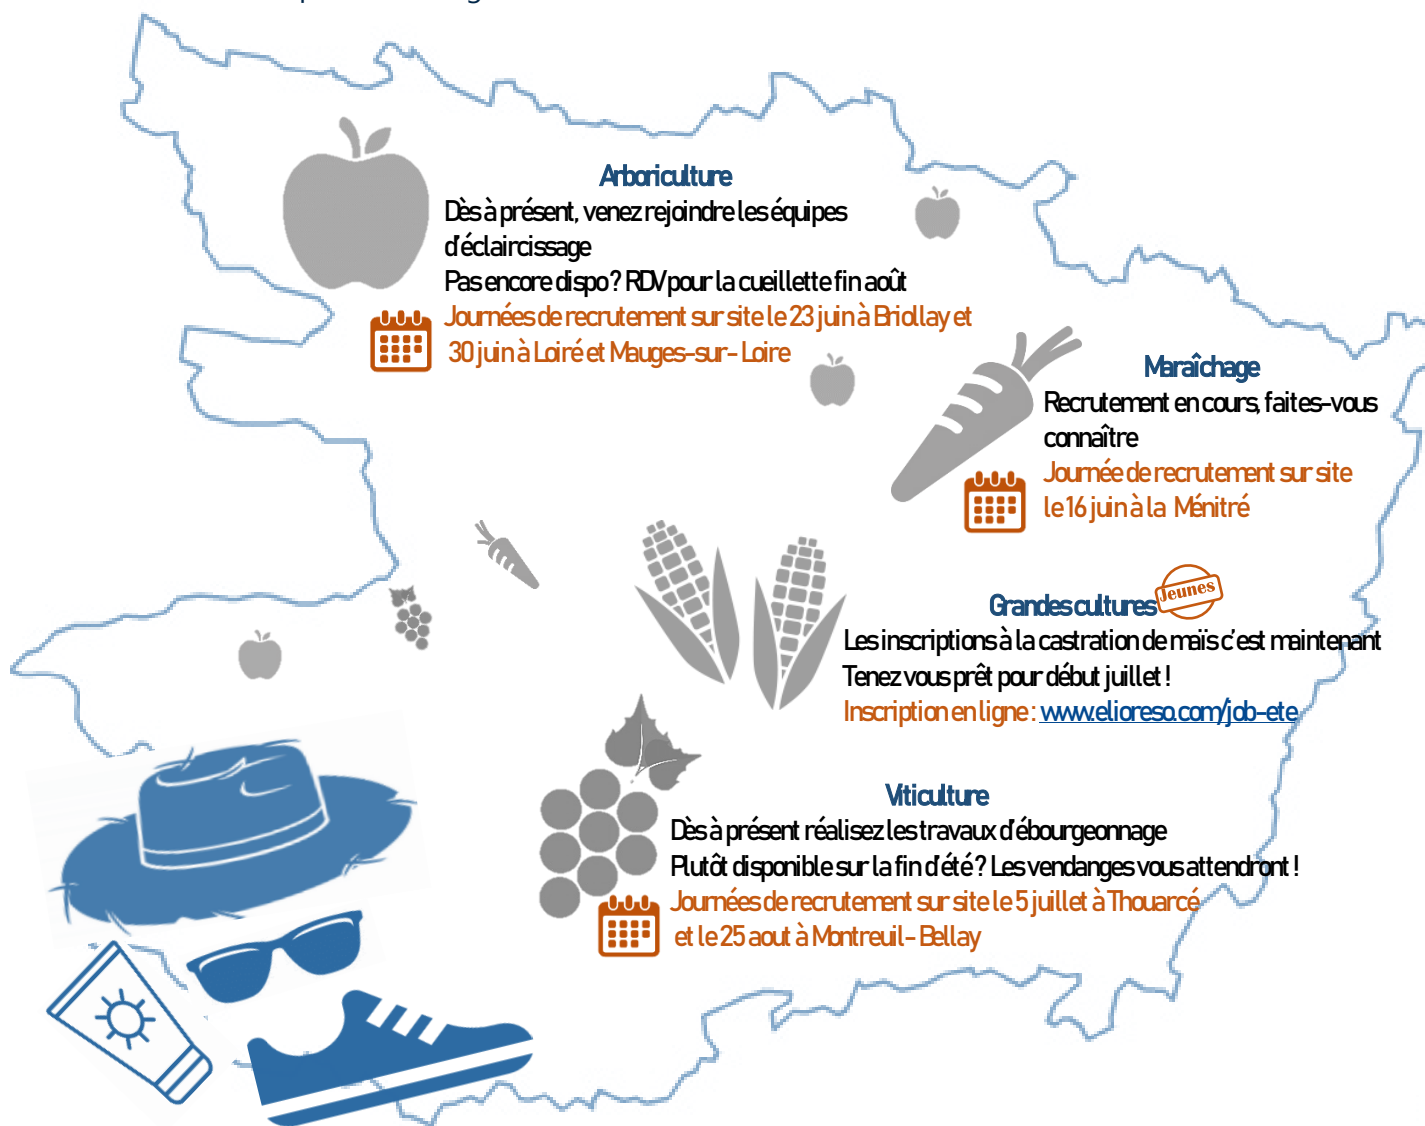 Arboriculture
Dès à présent, venez rejoindre les équipes
d'éclaircissage
Pas encore dispo ? RDV pour la cueillette fin août
Journées de recrutement sur site le 23 juin à Briollay et
30 juin à Loiré et Mauges-sur- Loire
Maraîchage
Recrutement en cours, faites-vous
connaître
Journée de recrutement sur site
le 16 juin à la Ménitré
Grandes cultures
Jeunes
Les inscriptions à la castration de maïs c'est maintenant
Tenez vous prêt pour début juillet !
Inscription en ligne : www.elioreso.com/job-ete
Viticulture
Dès à présent réalisez les travaux d'ébourgeonnage
Plutôt disponible sur la fin d'été ? Les vendanges vous attendront !
Journées de recrutement sur site le 5 juillet à Thouarcé
et le 25 aout à Montreuil- Bellay